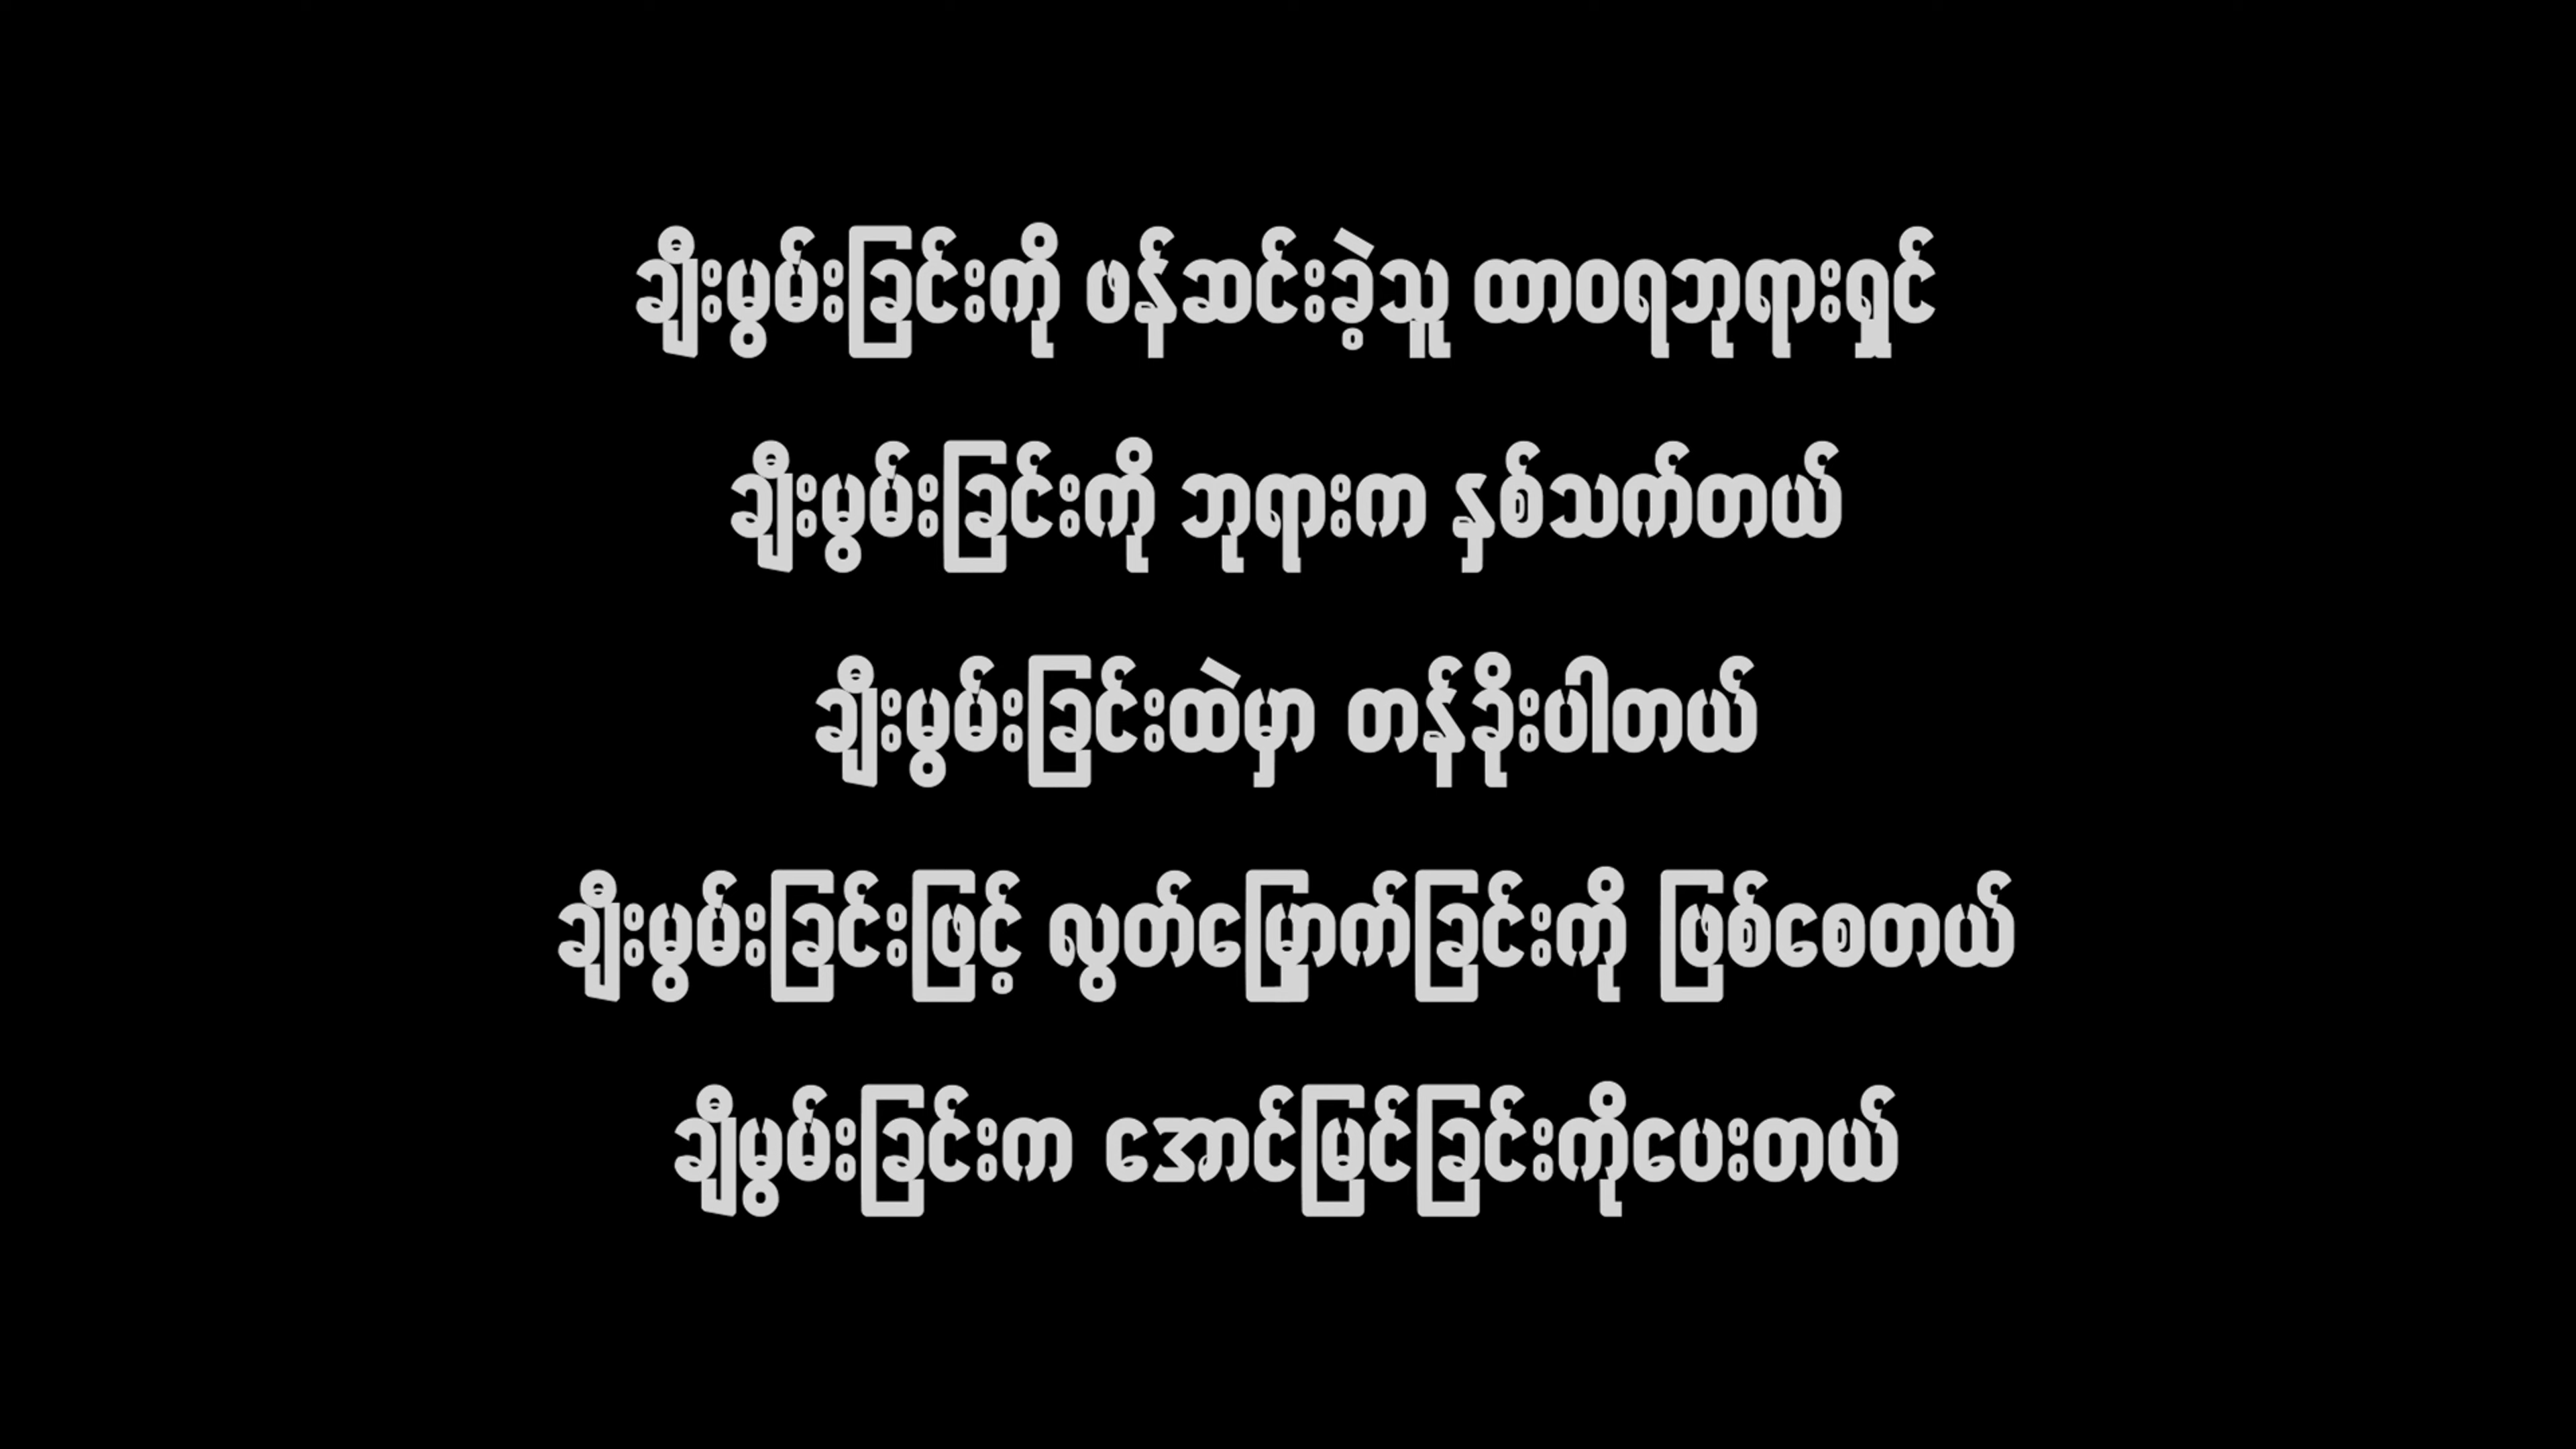 ချီးမွမ်းခြင်းကို ဖန်ဆင်းခဲ့သူ ထာဝရဘုရားရှင်
ချီးမွမ်းခြင်းကို ဘုရားက နှစ်သက်တယ်
ချီးမွမ်းခြင်းထဲမှာ တန်ခိုးပါတယ်
ချီးမွမ်းခြင်းဖြင့် လွတ်မြှောက်ခြင်းကို ဖြစ်စေတယ်
ချီမွမ်းခြင်းက အောင်မြင်ခြင်းကိုပေးတယ်